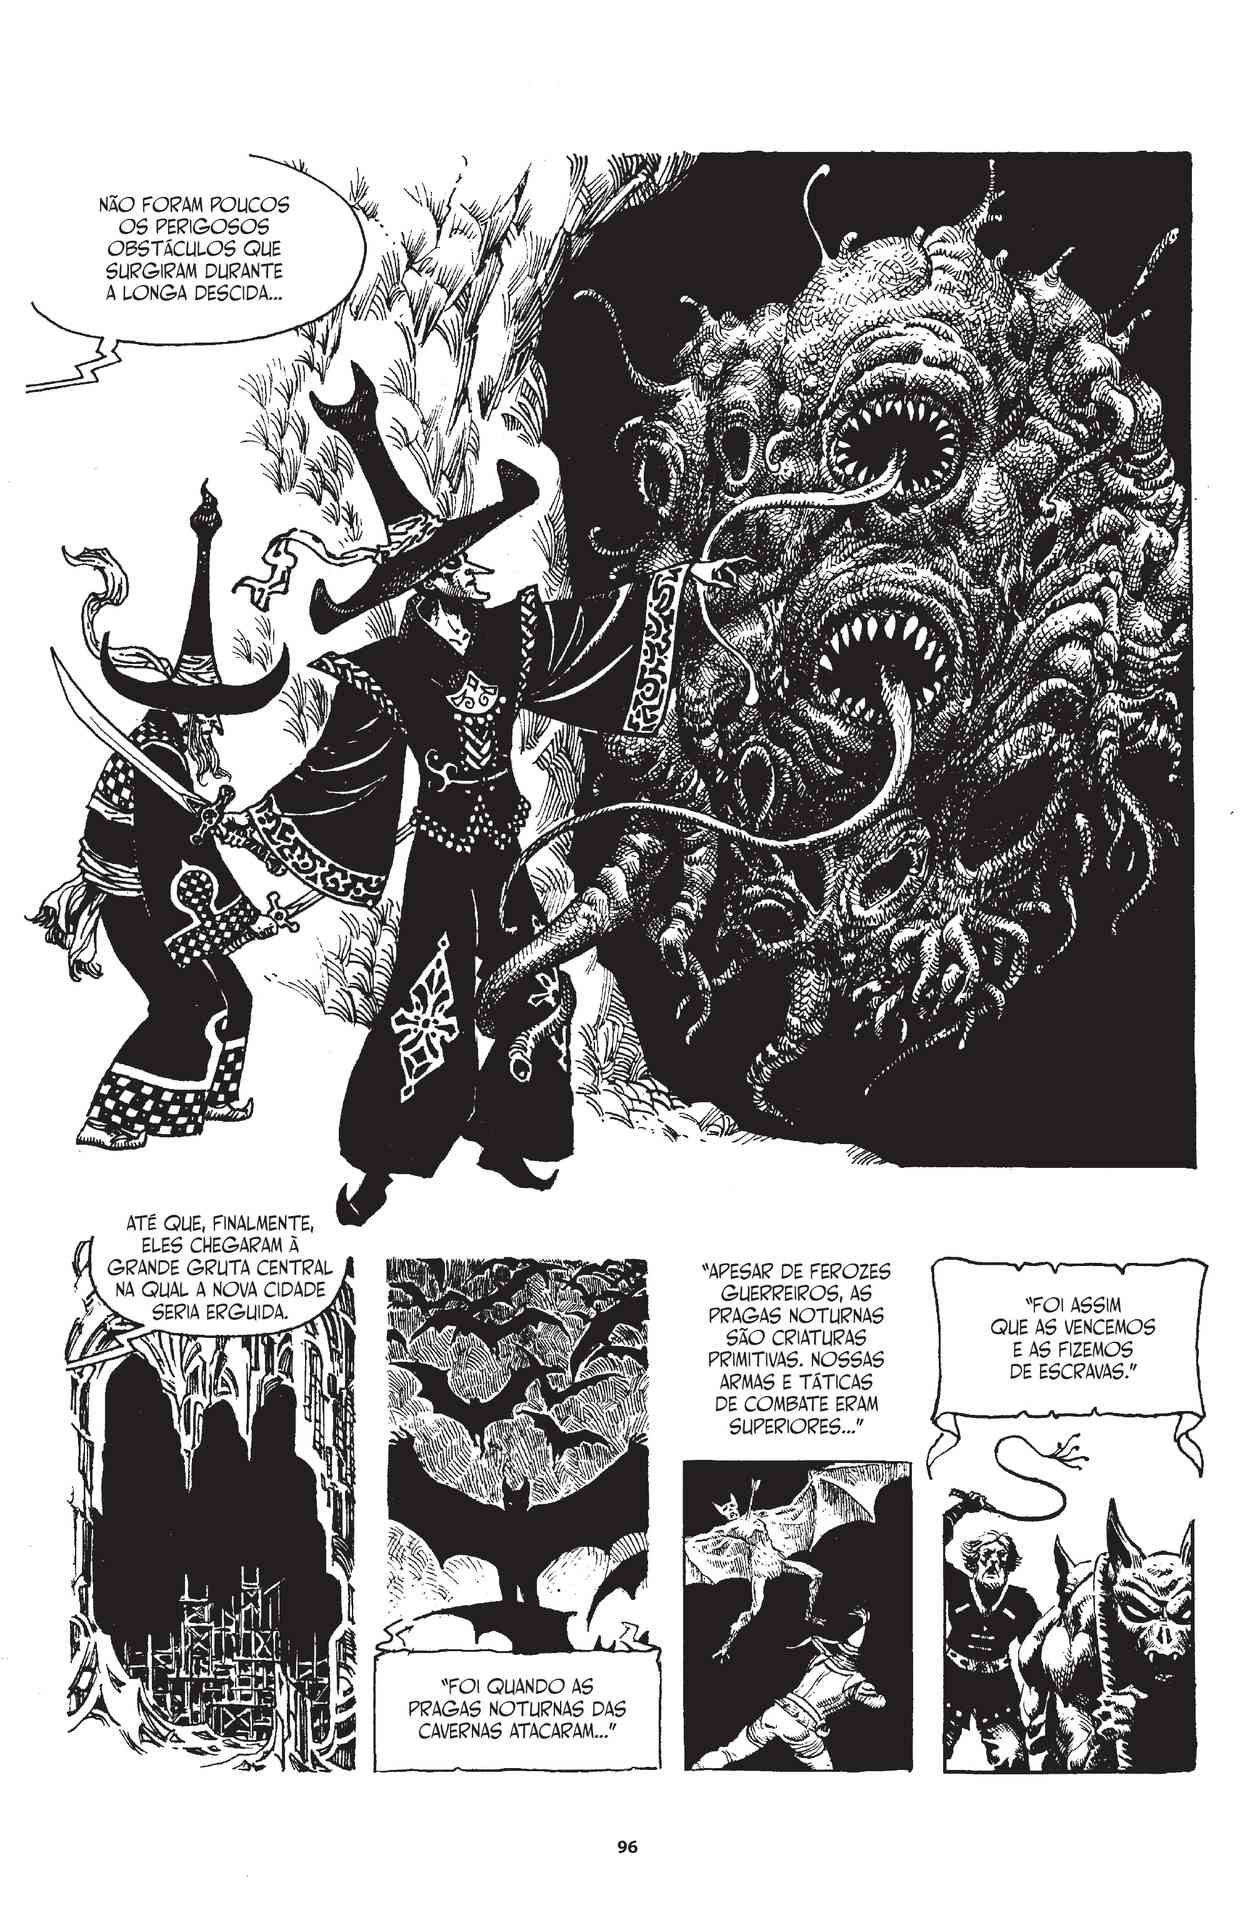 NÃO FORAM POUCOS
OS PERIGOSOS
OBSTÁCULOS QUE
SURGIRAM DURANTE
A LONGA DESCIDA...
ATÉ QUE, FINALMENTE,
ELES CHEGARAM À
GRANDE GRUTA CENTRAL
NA QUAL A NOVA CIDADE
SERIA ERGUIDA.
"FOI QUANDO AS
PRAGAS NOTURNAS DAS
CAVERNAS ATACARAM..."
"APESAR DE FEROZES
GUERREIROS, AS
PRAGAS NOTURNAS
SÃO CRIATURAS
PRIMITIVAS. NOSSAS
ARMAS E TÁTICAS
DE COMBATE ERAM
SUPERIORES..."
"FOI ASSIM
QUE AS VENCEMOS
E AS FIZEMOS
DE ESCRAVAS."
96